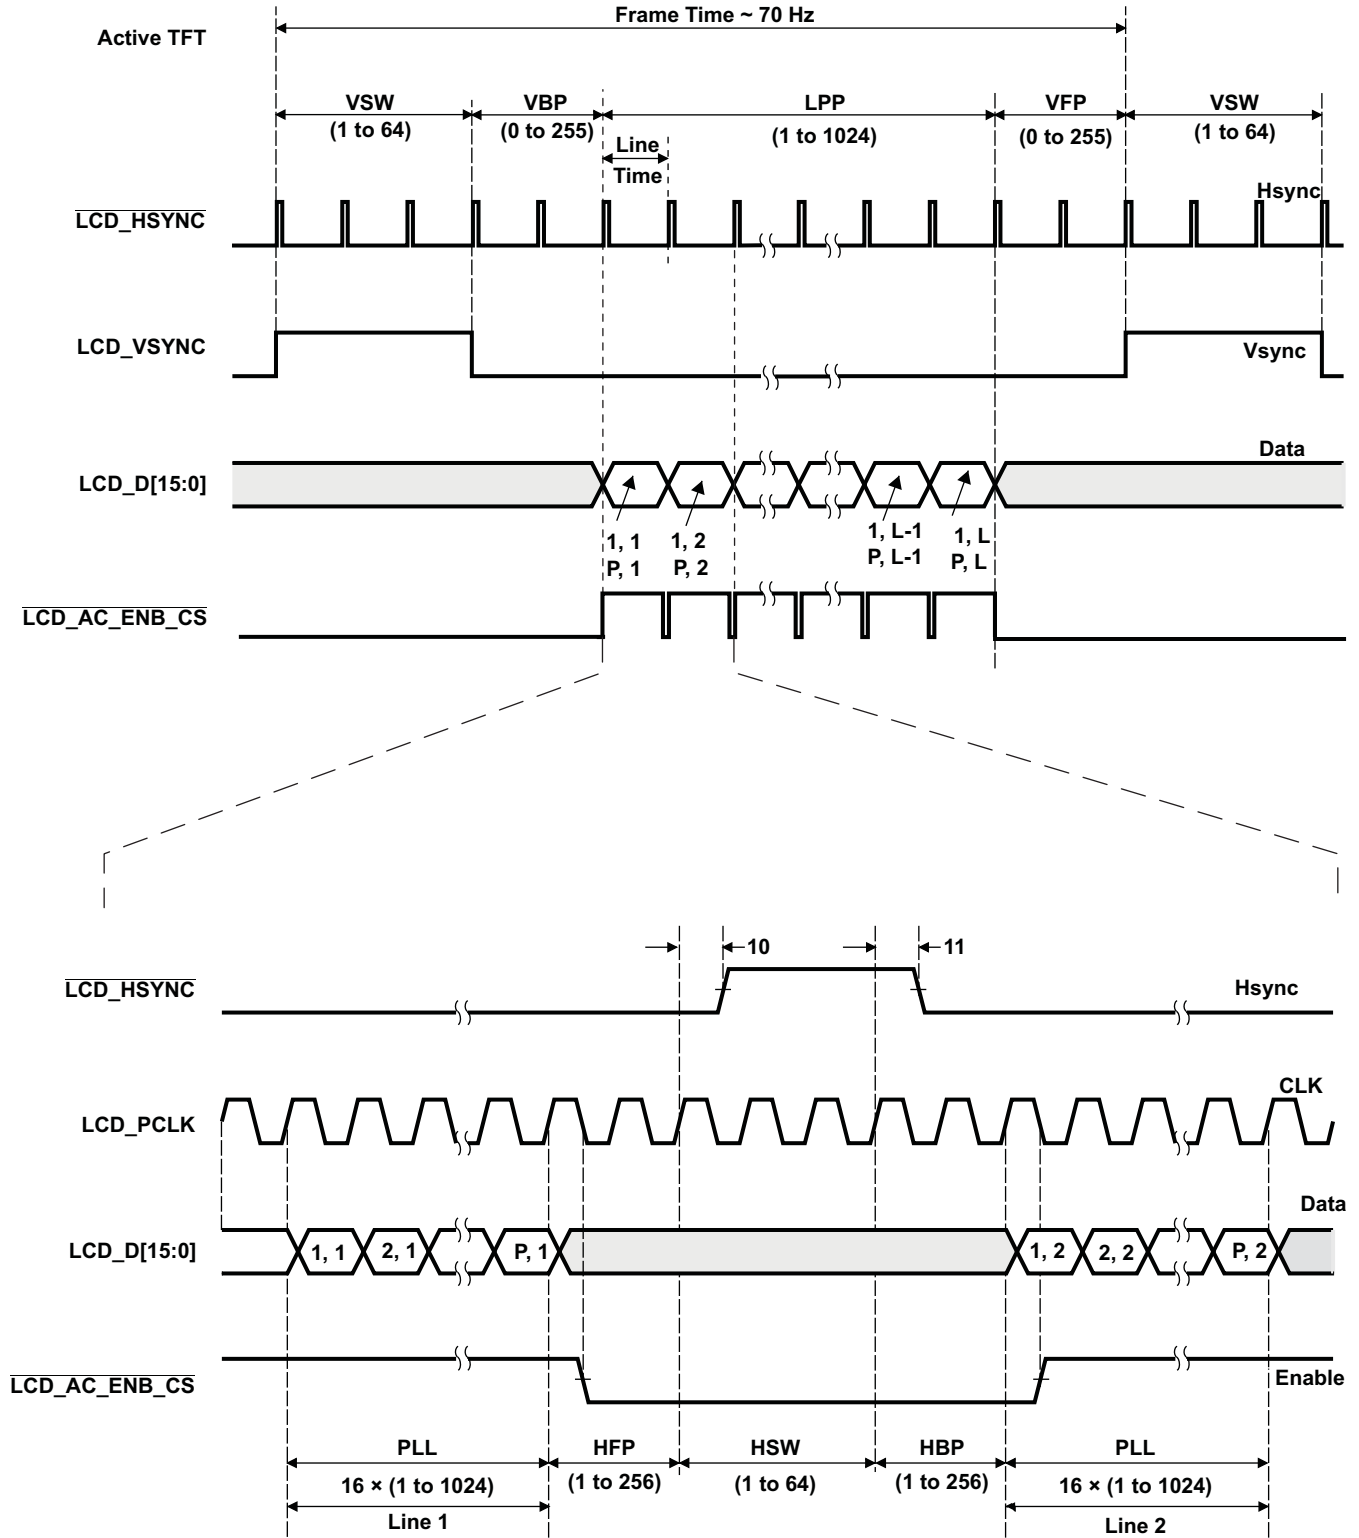 Frame Time ~ 70 Hz
Active TFT
VSW
(1 to 64)
VBP
(0 to 255)
LPP
(1 to 1024)
VFP
(0 to 255)
VSW
(1 to 64)
Line
Time
LCD_HSYNC
Hsync
LCD_VSYNC
Vsync
LCD_D[15:0]
Data
1, 1
P, 1
1, 2
P, 2
1, L-1
P, L-1
1, L
P, L
LCD_AC_ENB_CS
10
11
LCD_HSYNC
Hsync
LCD_PCLK
CLK
LCD_D[15:0]
Data
1, 1
2, 1
P, 1
1, 2
2, 2
P, 2
LCD_AC_ENB_CS
Enable
PLL
16 × (1 to 1024)
Line 1
HFP
(1 to 256)
HSW
(1 to 64)
HBP
(1 to 256)
PLL
16 × (1 to 1024)
Line 2